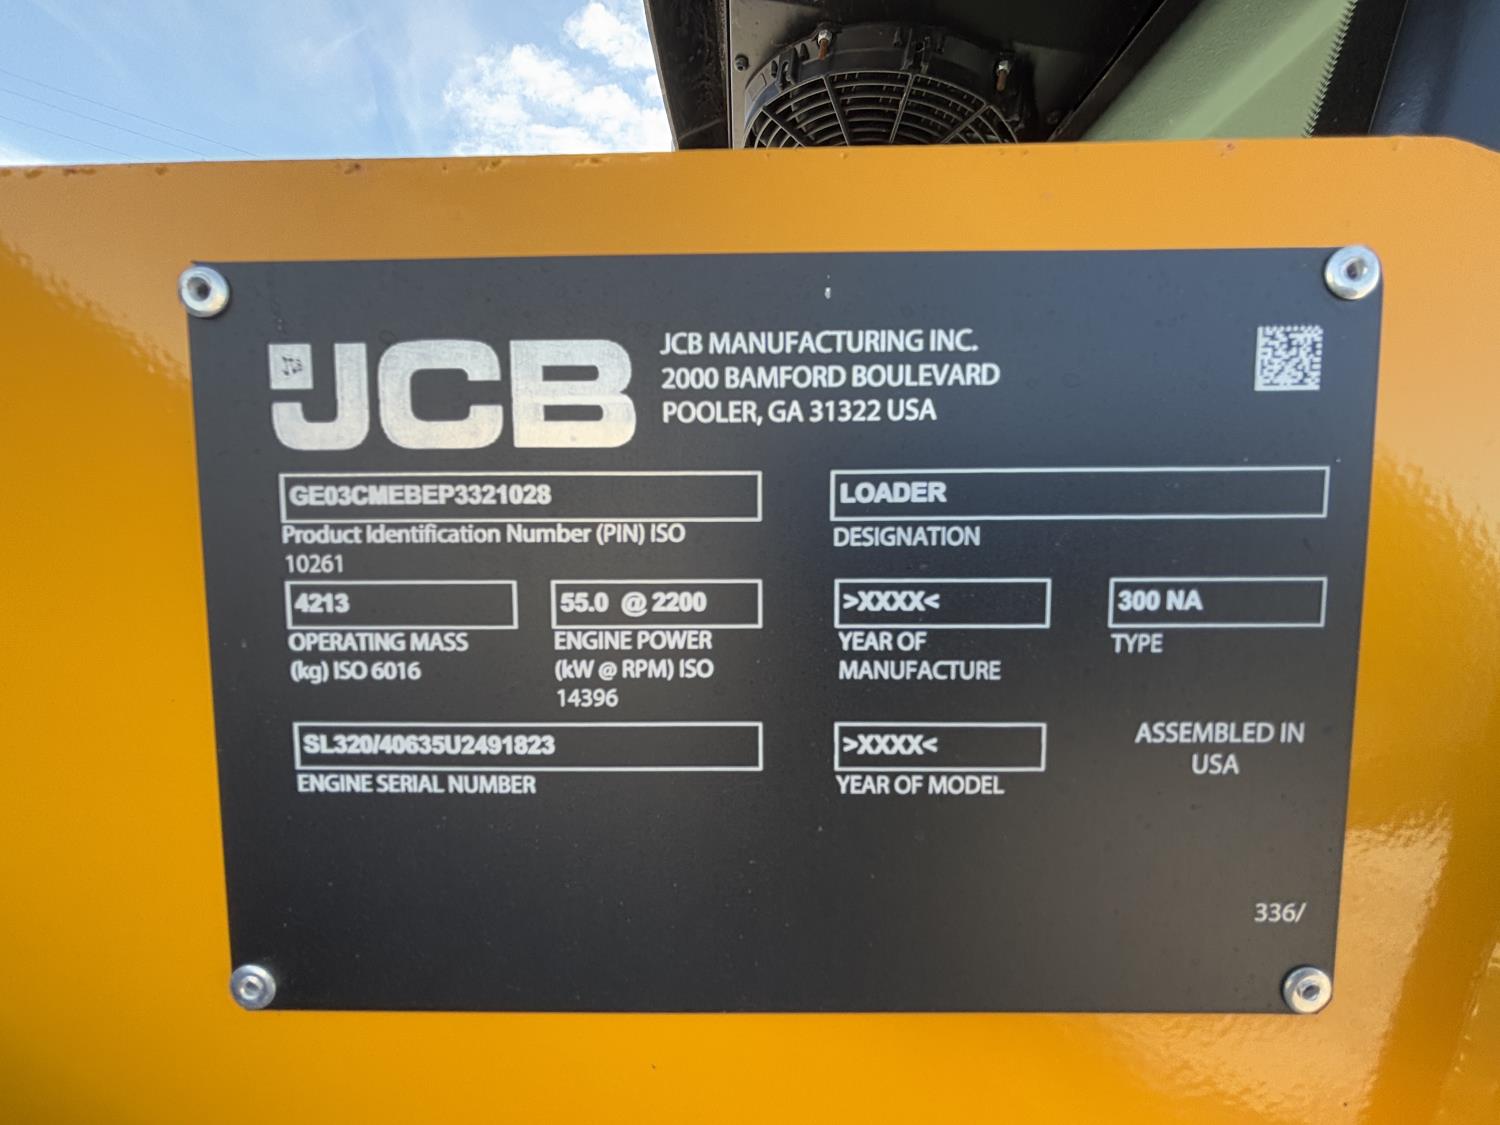 JCB
JCB MANUFACTURING INC.
2000 BAMFORD BOULEVARD
POOLER, GA 31322 USA
GE03CMEBEP3321028
Product Identification Number (PIN) ISO
10261
LOADER
DESIGNATION
4213
OPERATING MASS
(kg) ISO 6016
55.0 @ 2200
ENGINE POWER
(kW @ RPM) ISO
14396
>XXXX<
YEAR OF
MANUFACTURE
300 NA
TYPE
SL320/40635U2491823
ENGINE SERIAL NUMBER
>XXXX<
YEAR OF MODEL
ASSEMBLED IN
USA
336/